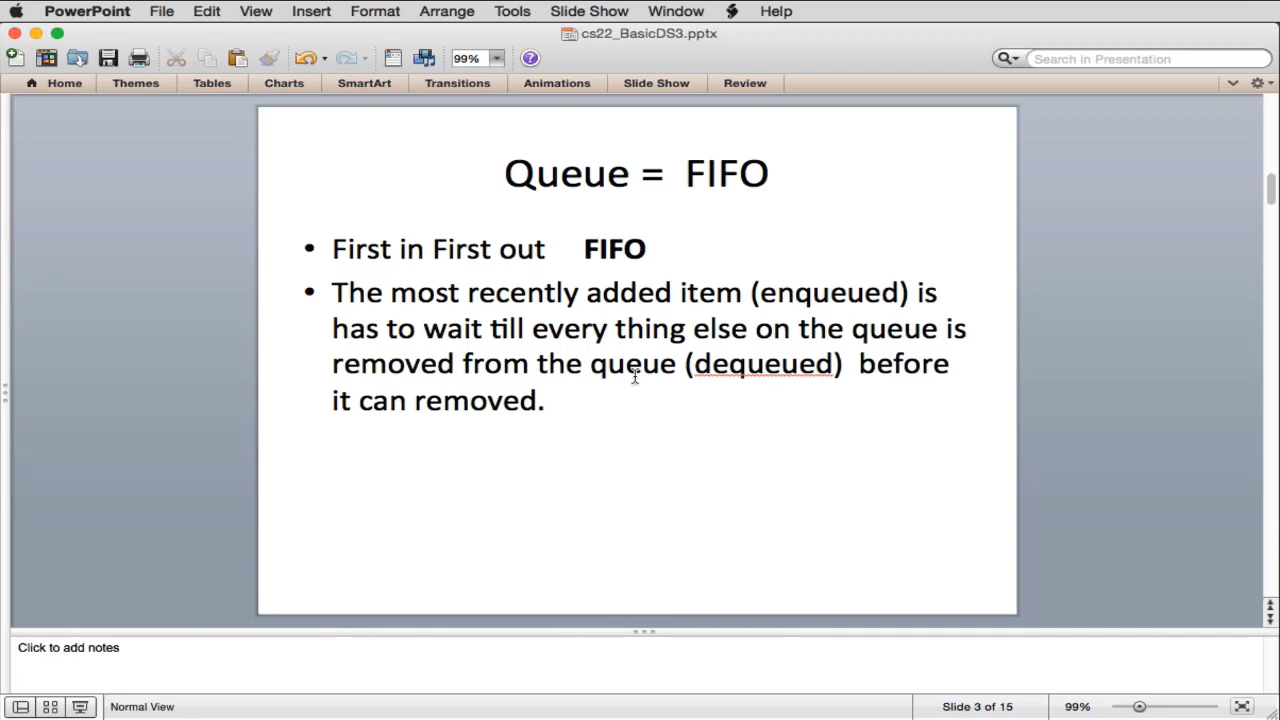 PowerPoint File Edit View Insert Format Arrange Tools Slide Show Window Help
cs22_BasicDS3.pptx
99% Search in Presentation
Home Themes Tables Charts SmartArt Transitions Animations Slide Show Review
Queue = FIFO
• First in First out FIFO
• The most recently added item (enqueued) is
has to wait till every thing else on the queue is
removed from the queue (dequeued) before
it can removed.
Click to add notes
Normal View Slide 3 of 15 99%